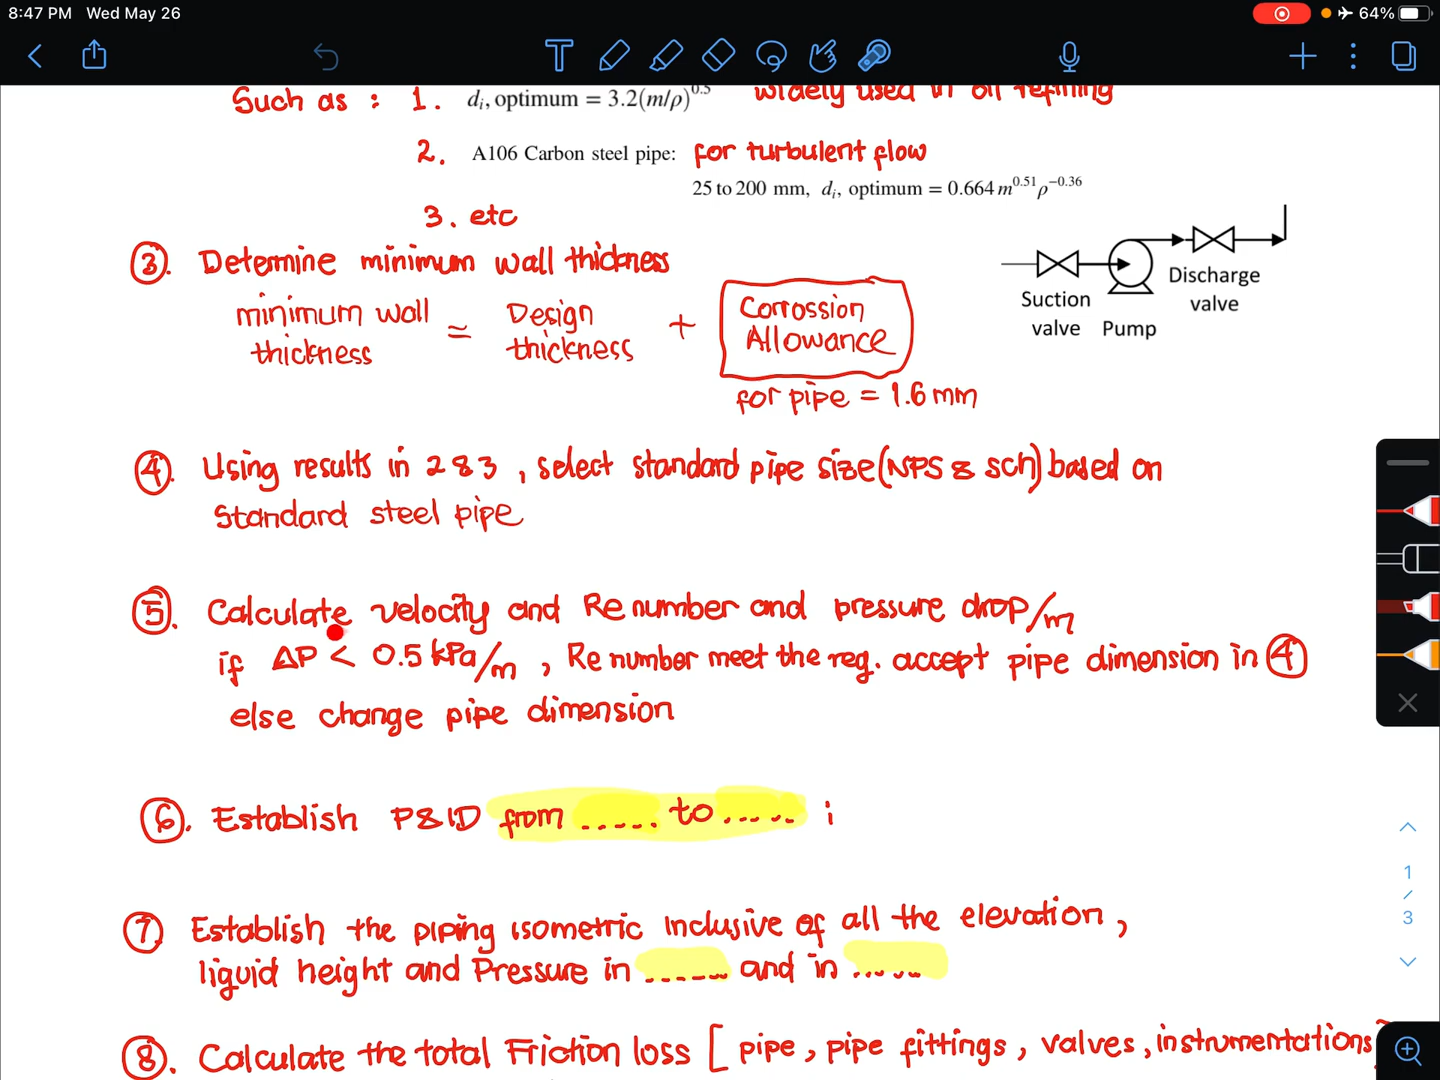 8:47 PM Wed May 26
64%
Such as : 1. di, optimum = 3.2(m/ρ)^0.5 widely used in oil refining
2. A106 Carbon steel pipe: for turbulent flow
25 to 200 mm, di, optimum = 0.664 m^0.51 ρ^−0.36
3. etc
③. Determine minimum wall thickness
minimum wall thickness = Design thickness + Corrossion Allowance
for pipe = 1.6 mm
Suction valve
Pump
Discharge valve
④. Using results in 2 & 3, select standard pipe size (NPS & sch) based on
standard steel pipe
⑤. Calculate velocity and Re number and pressure drop/m
if ΔP < 0.5 kPa/m, Re number meet the req. accept pipe dimension in ④
else change pipe dimension
⑥. Establish P&ID from ..... to ..... ;
⑦. Establish the piping isometric inclusive of all the elevation,
liquid height and Pressure in ...... and in ......
⑧. Calculate the total Friction loss [ pipe, pipe fittings, valves, instrumentations]
1
/
3